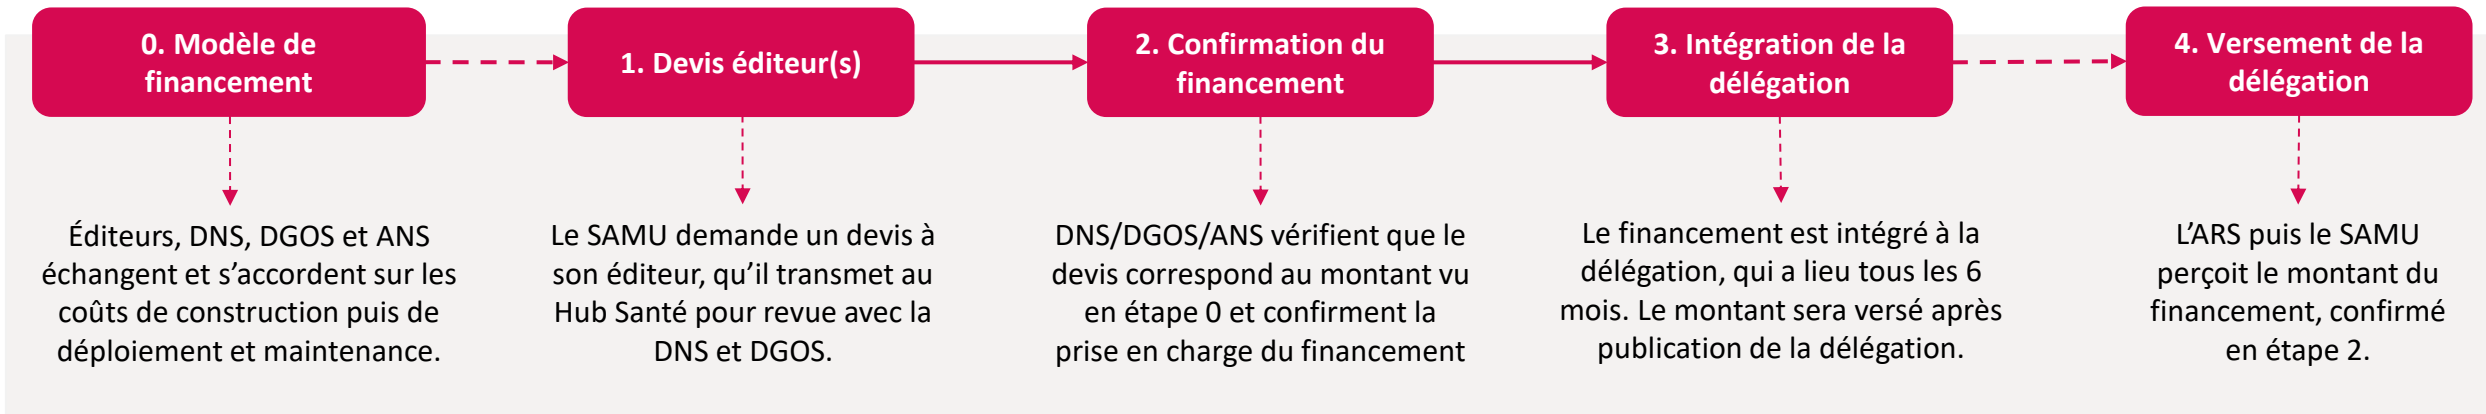 0. Modèle de
financement
1. Devis éditeur(s)
2. Confirmation du
financement
3. Intégration de la
délégation
4. Versement de la
délégation
Éditeurs, DNS, DGOS et ANS
échangent et s’accordent sur les
coûts de construction puis de
déploiement et maintenance.
Le SAMU demande un devis à
son éditeur, qu’il transmet au
Hub Santé pour revue avec la
DNS et DGOS.
DNS/DGOS/ANS vérifient que le
devis correspond au montant vu
en étape 0 et confirment la
prise en charge du financement
Le financement est intégré à la
délégation, qui a lieu tous les 6
mois. Le montant sera versé après
publication de la délégation.
L’ARS puis le SAMU
perçoit le montant du
financement, confirmé
en étape 2.